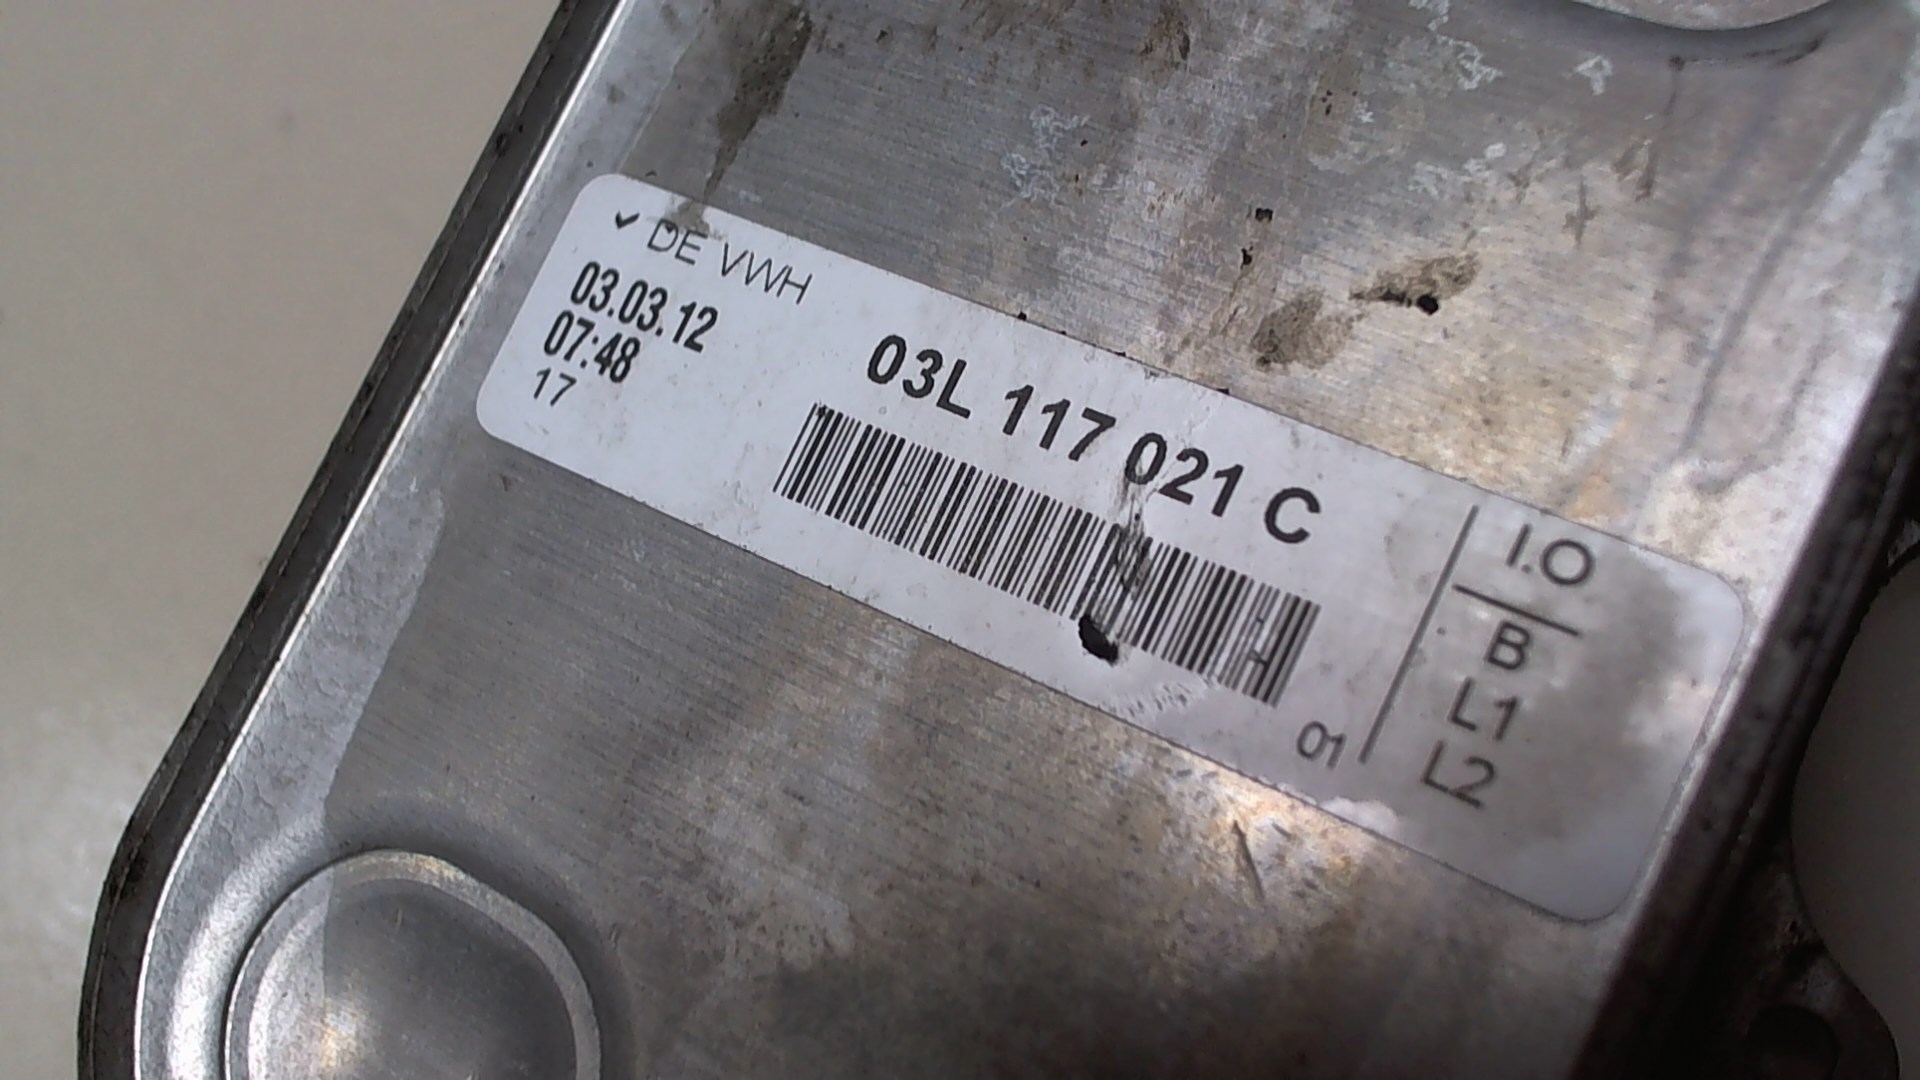 ✓ DE VWH
03.03.12
07:48
17
03L 117 021 C
01
I.O
B
L1
L2